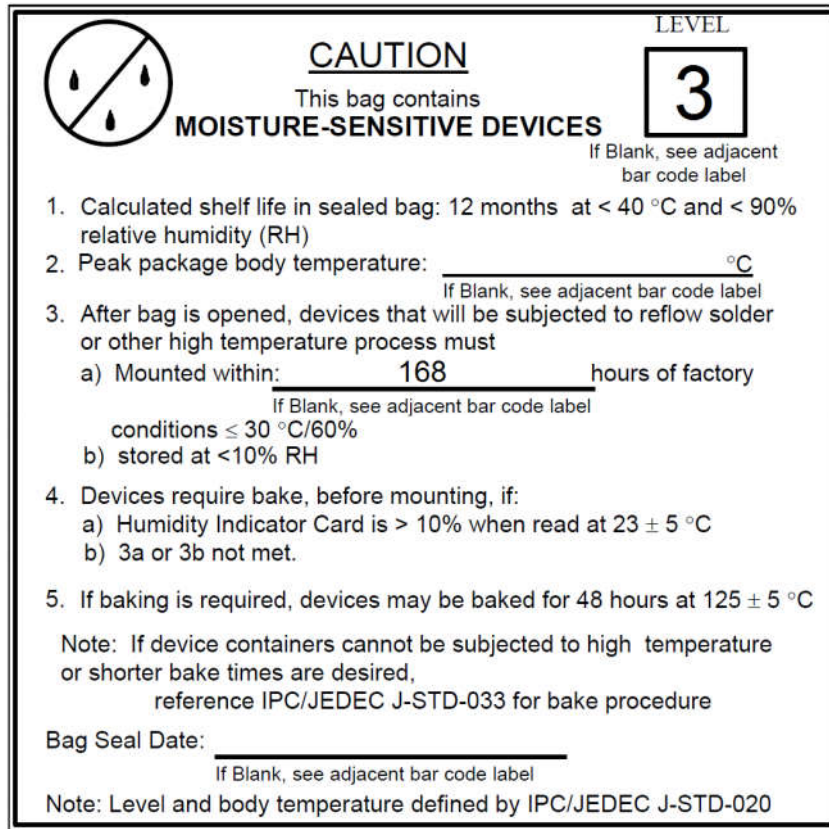 LEVEL
CAUTION
3
This bag contains
MOISTURE-SENSITIVE DEVICES
If Blank, see adjacent
bar code label
1. Calculated shelf life in sealed bag: 12 months at < 40 °C and < 90%
relative humidity (RH)
2. Peak package body temperature: °C
If Blank, see adjacent bar code label
3. After bag is opened, devices that will be subjected to reflow solder
or other high temperature process must
a) Mounted within: 168 hours of factory
If Blank, see adjacent bar code label
conditions ≤ 30 °C/60%
b) stored at <10% RH
4. Devices require bake, before mounting, if:
a) Humidity Indicator Card is > 10% when read at 23 ± 5 °C
b) 3a or 3b not met.
5. If baking is required, devices may be baked for 48 hours at 125 ± 5 °C
Note: If device containers cannot be subjected to high temperature
or shorter bake times are desired,
reference IPC/JEDEC J-STD-033 for bake procedure
Bag Seal Date:
If Blank, see adjacent bar code label
Note: Level and body temperature defined by IPC/JEDEC J-STD-020